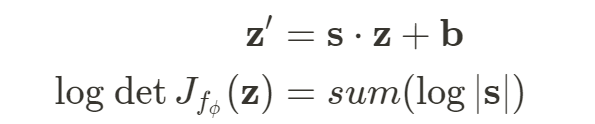 z′ = s · z + b
log det J_{f_ϕ}(z) = sum(log |s|)